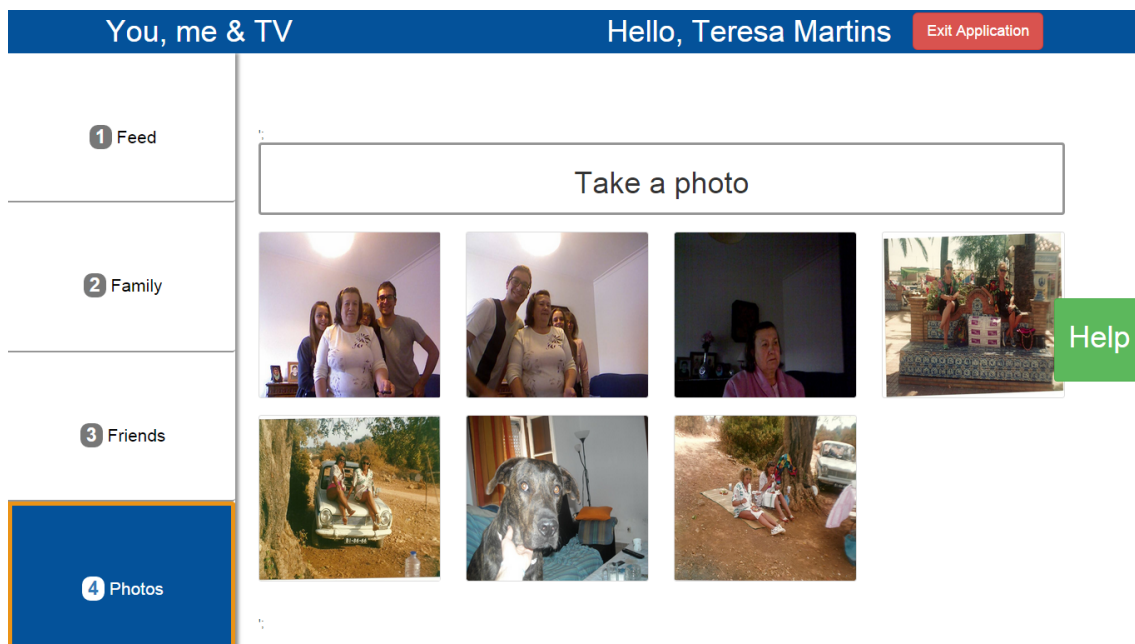 You, me & TV
Hello, Teresa Martins
Exit Application
1 Feed
2 Family
3 Friends
4 Photos
';
Take a photo
Help
';